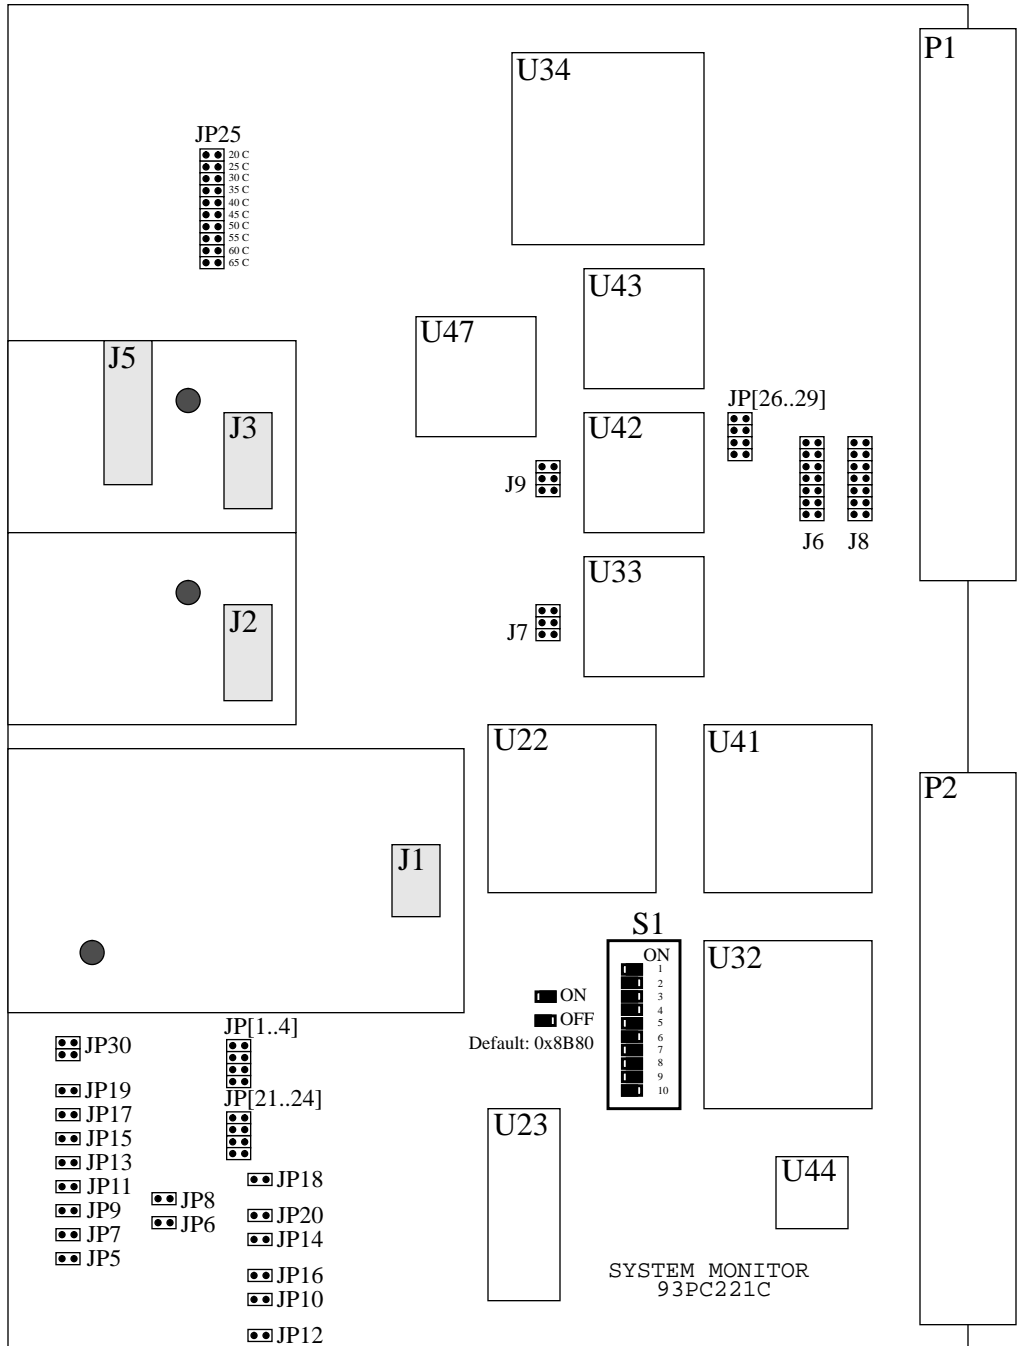 P1
U34
JP25
20 C
25 C
30 C
35 C
40 C
45 C
50 C
55 C
60 C
65 C
U43
U47
J5
J3
JP[26..29]
U42
J9
J6 J8
U33
J2
J7
U22
U41
P2
J1
S1
ON
1
2
3
4
5
6
7
8
9
10
U32
ON
OFF
Default: 0x8B80
JP[1..4]
JP30
JP19
JP[21..24]
JP17
JP15
JP13
JP11
JP9
JP7
JP5
JP8
JP6
JP18
JP20
JP14
JP16
JP10
JP12
U23
U44
SYSTEM MONITOR
93PC221C